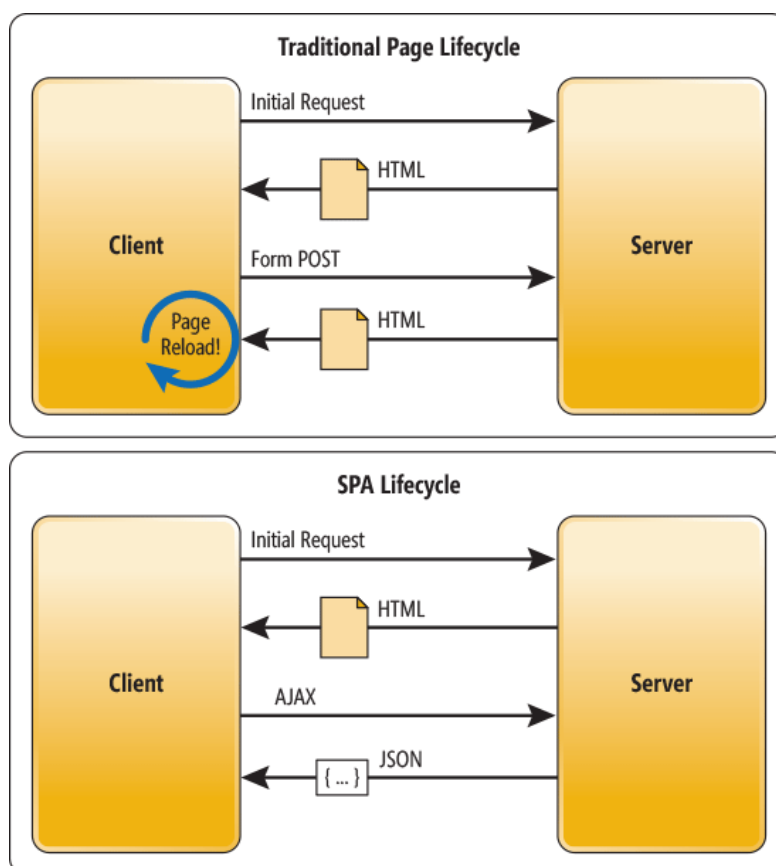 Traditional Page Lifecycle
Initial Request
HTML
Client
Server
Form POST
HTML
Page
Reload!
SPA Lifecycle
Initial Request
HTML
Client
Server
AJAX
JSON
{ ... }